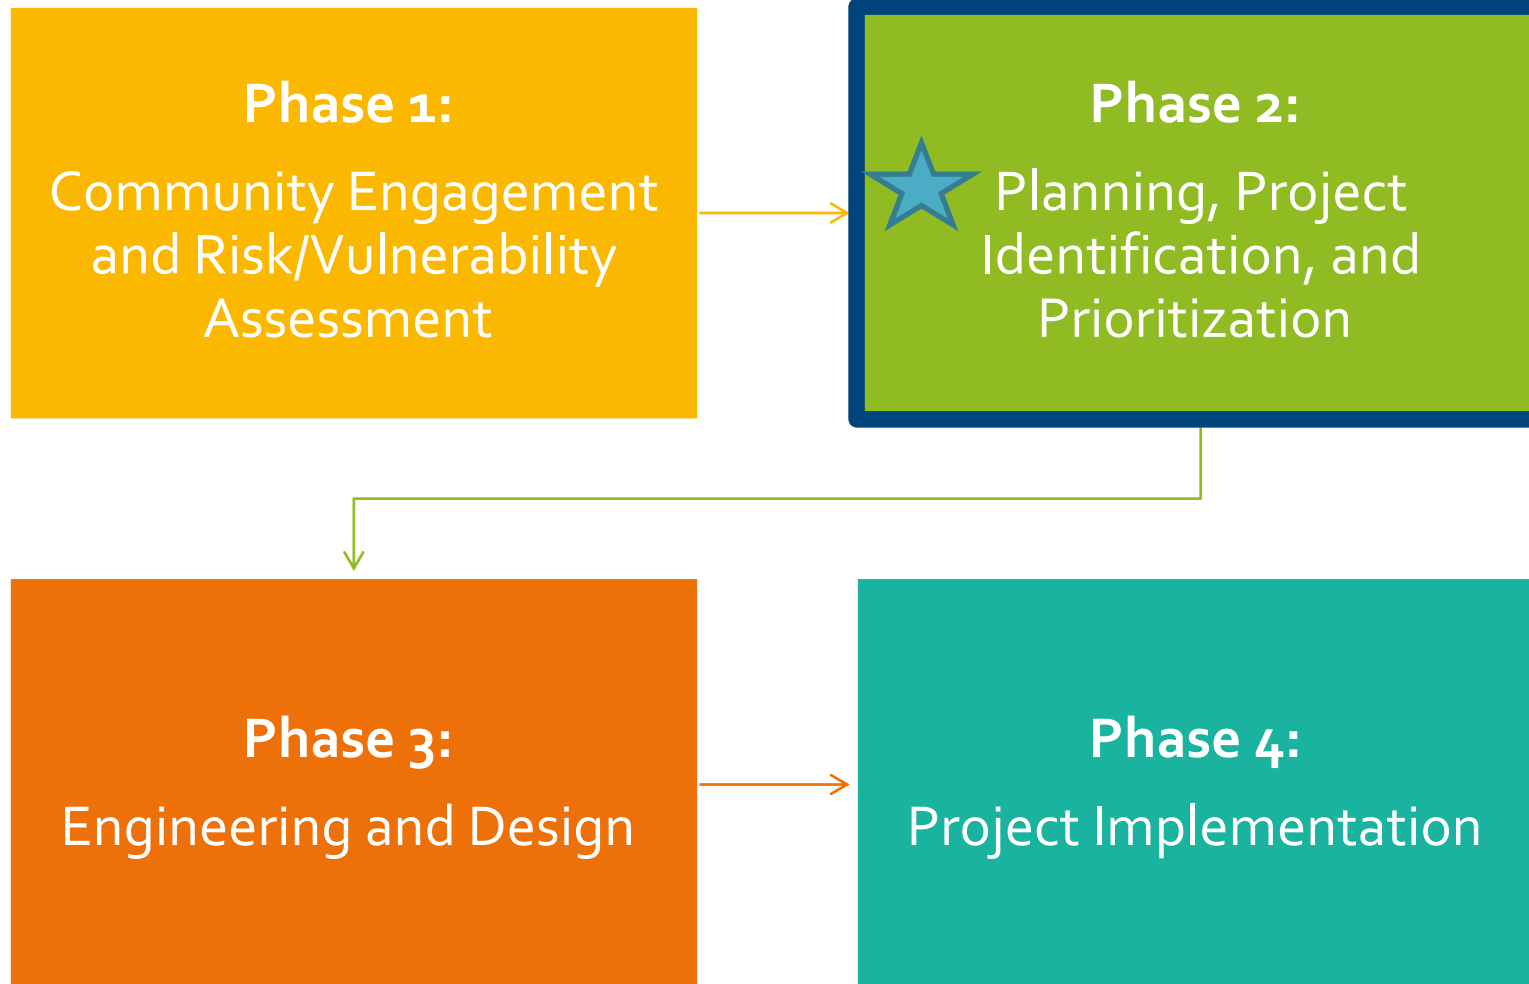 Phase 1:
Community Engagement
and Risk/Vulnerability
Assessment
Phase 2:
Planning, Project
Identification, and
Prioritization
Phase 3:
Engineering and Design
Phase 4:
Project Implementation